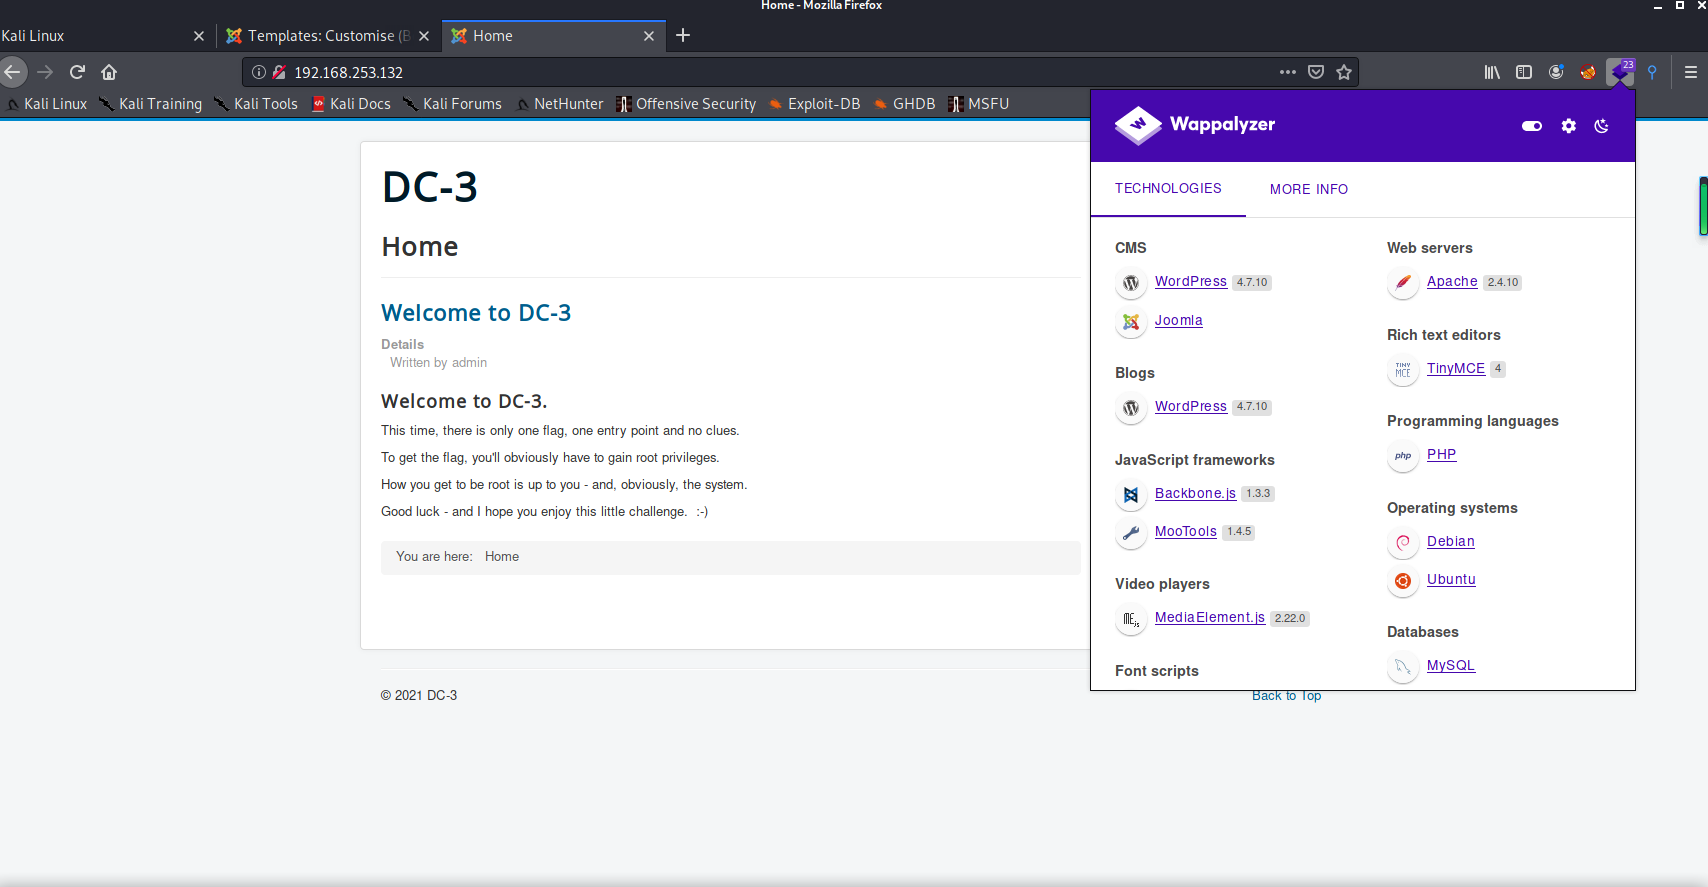 Home - Mozilla Firefox
Kali Linux
Templates: Customise (B
Home
192.168.253.132
23
Kali Linux
Kali Training
Kali Tools
Kali Docs
Kali Forums
NetHunter
Offensive Security
Exploit-DB
GHDB
MSFU
DC-3
Home
Welcome to DC-3
Details
Written by admin
Welcome to DC-3.
This time, there is only one flag, one entry point and no clues.
To get the flag, you'll obviously have to gain root privileges.
How you get to be root is up to you - and, obviously, the system.
Good luck - and I hope you enjoy this little challenge.  :-)
You are here: Home
© 2021 DC-3
Back to Top
W
Wappalyzer
TECHNOLOGIES
MORE INFO
CMS
WordPress 4.7.10
Joomla
Blogs
WordPress 4.7.10
JavaScript frameworks
Backbone.js 1.3.3
MooTools 1.4.5
Video players
ME.js
MediaElement.js 2.22.0
Font scripts
Web servers
Apache 2.4.10
Rich text editors
TINY
MCE
TinyMCE 4
Programming languages
php
PHP
Operating systems
Debian
Ubuntu
Databases
MySQL